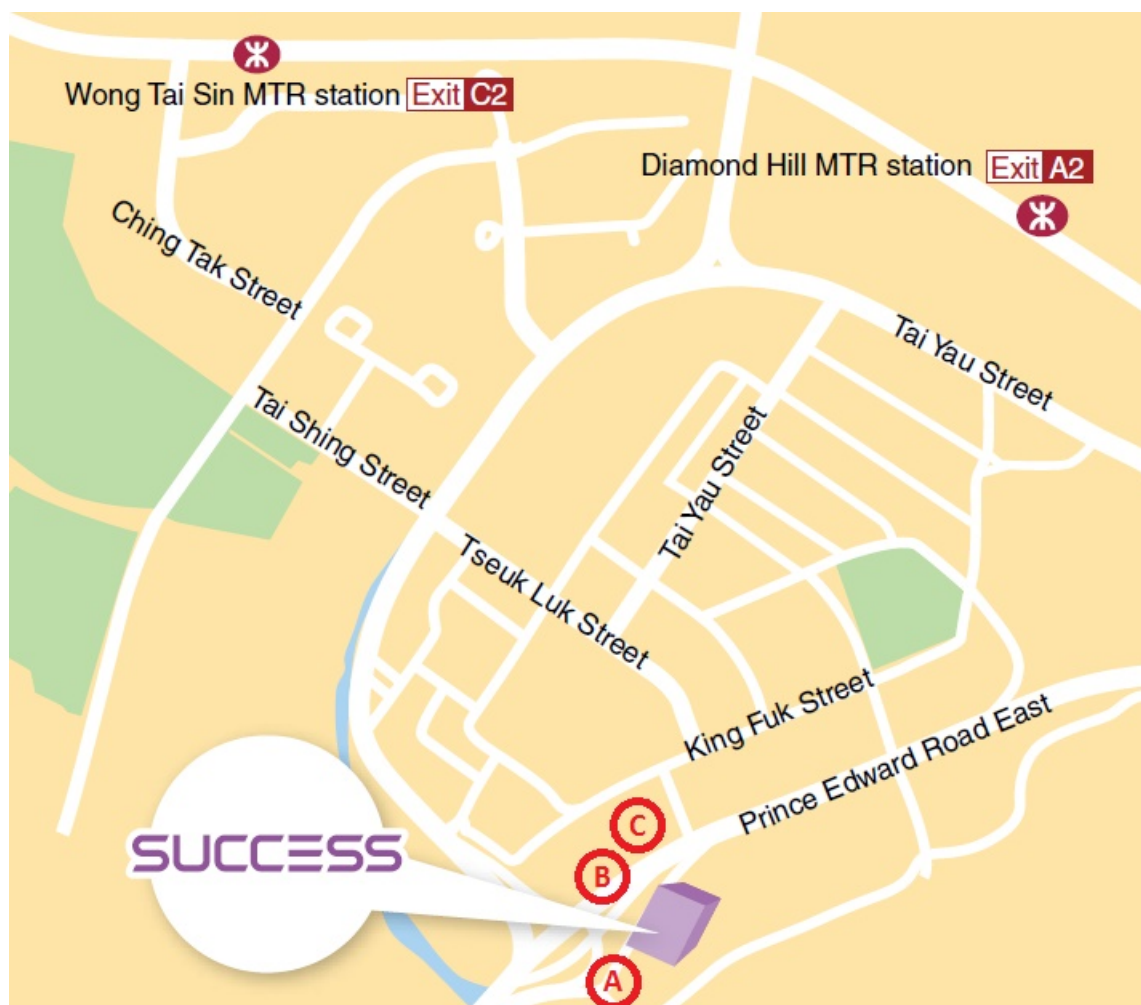 Wong Tai Sin MTR station Exit C2
Diamond Hill MTR station Exit A2
Ching Tak Street
Tai Yau Street
Tai Shing Street
Tai Yau Street
Tseuk Luk Street
King Fuk Street
Prince Edward Road East
C
SUCCESS
B
A